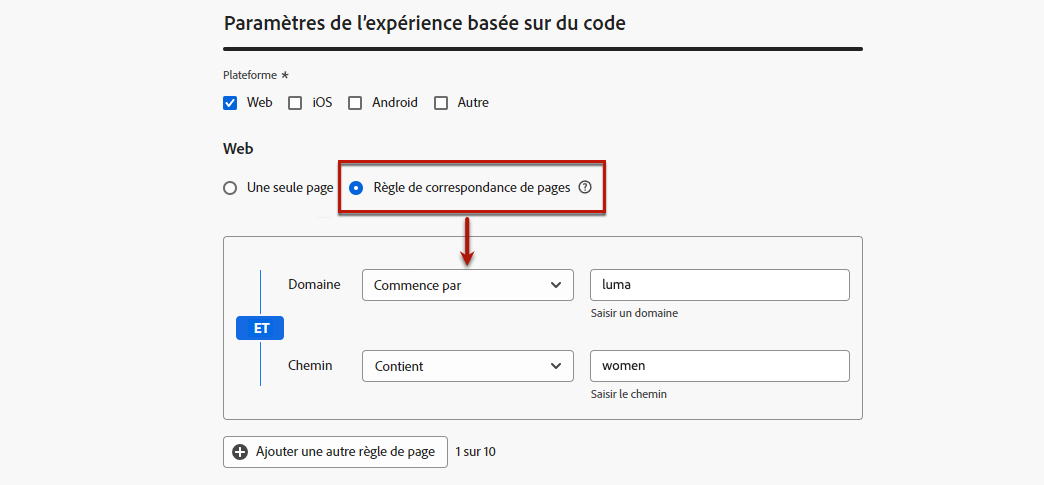 Paramètres de l’expérience basée sur du code
Plateforme *
Web iOS Android Autre
Web
Une seule page Règle de correspondance de pages
Domaine Commence par luma
Saisir un domaine
ET
Chemin Contient women
Saisir le chemin
Ajouter une autre règle de page 1 sur 10